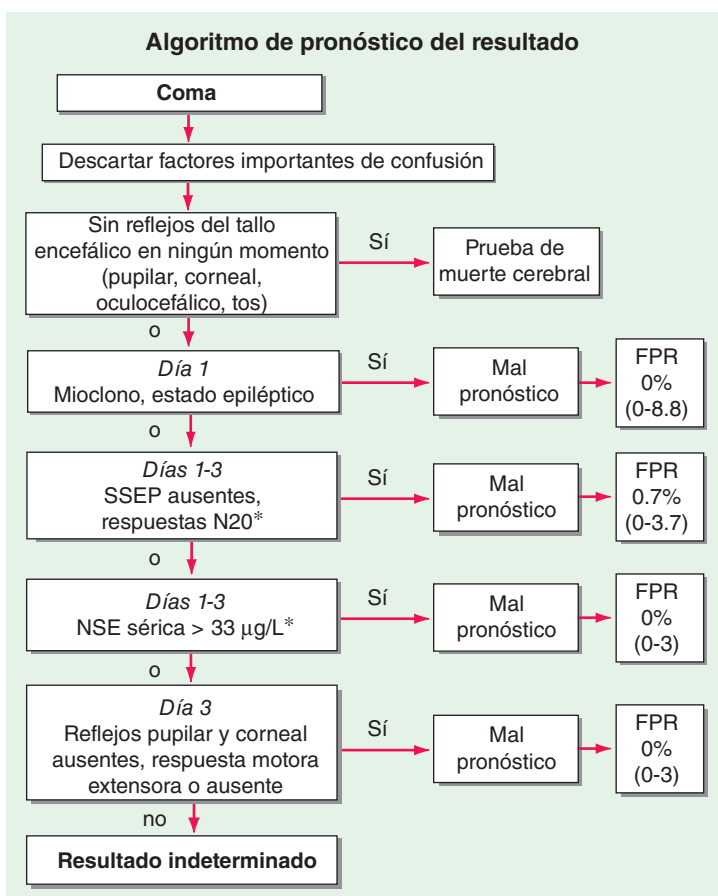 Algoritmo de pronóstico del resultado
Coma
Descartar factores importantes de confusión
Sin reflejos del tallo
encefálico en ningún momento
(pupilar, corneal,
oculocefálico, tos)
Sí
Prueba de
muerte cerebral
o
Día 1
Mioclono, estado epiléptico
Sí
Mal
pronóstico
FPR
0%
(0-8.8)
o
Días 1-3
SSEP ausentes,
respuestas N20*
Sí
Mal
pronóstico
FPR
0.7%
(0-3.7)
o
Días 1-3
NSE sérica > 33 μg/L*
Sí
Mal
pronóstico
FPR
0%
(0-3)
o
Día 3
Reflejos pupilar y corneal
ausentes, respuesta motora
extensora o ausente
Sí
Mal
pronóstico
FPR
0%
(0-3)
no
Resultado indeterminado